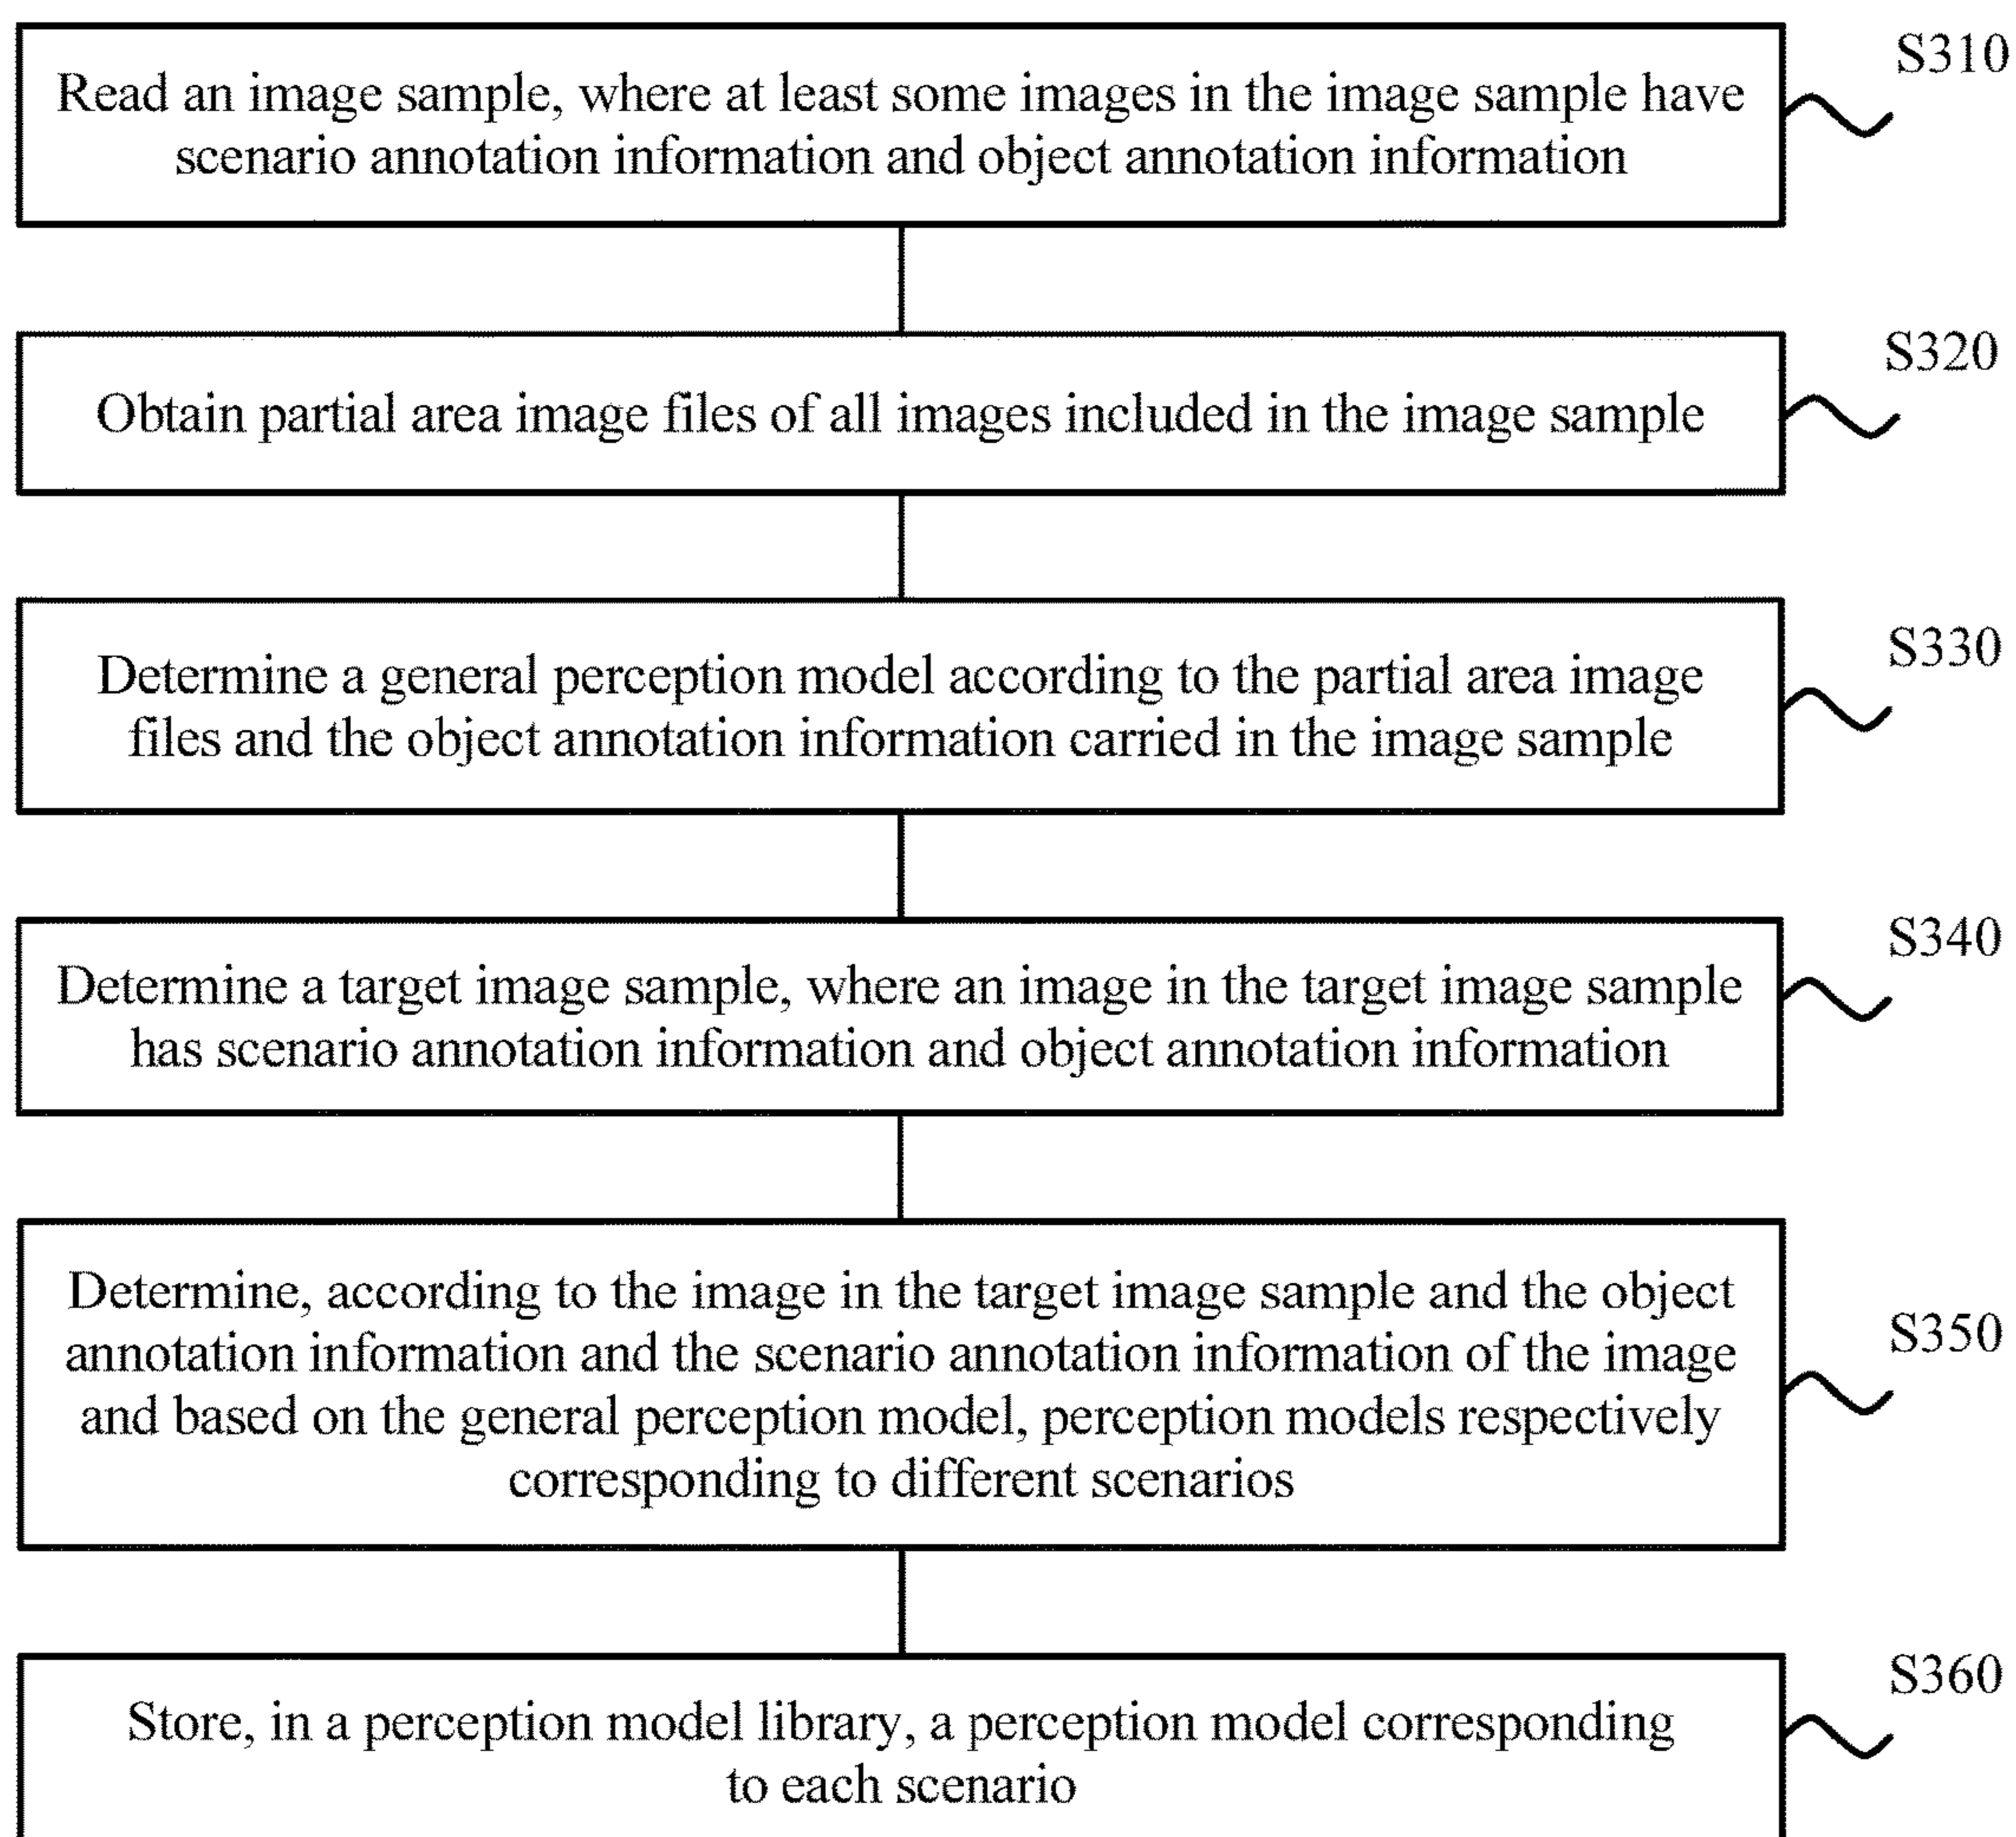 S310
Read an image sample, where at least some images in the image sample have
scenario annotation information and object annotation information
S320
Obtain partial area image files of all images included in the image sample
S330
Determine a general perception model according to the partial area image
files and the object annotation information carried in the image sample
S340
Determine a target image sample, where an image in the target image sample
has scenario annotation information and object annotation information
S350
Determine, according to the image in the target image sample and the object
annotation information and the scenario annotation information of the image
and based on the general perception model, perception models respectively
corresponding to different scenarios
S360
Store, in a perception model library, a perception model corresponding
to each scenario